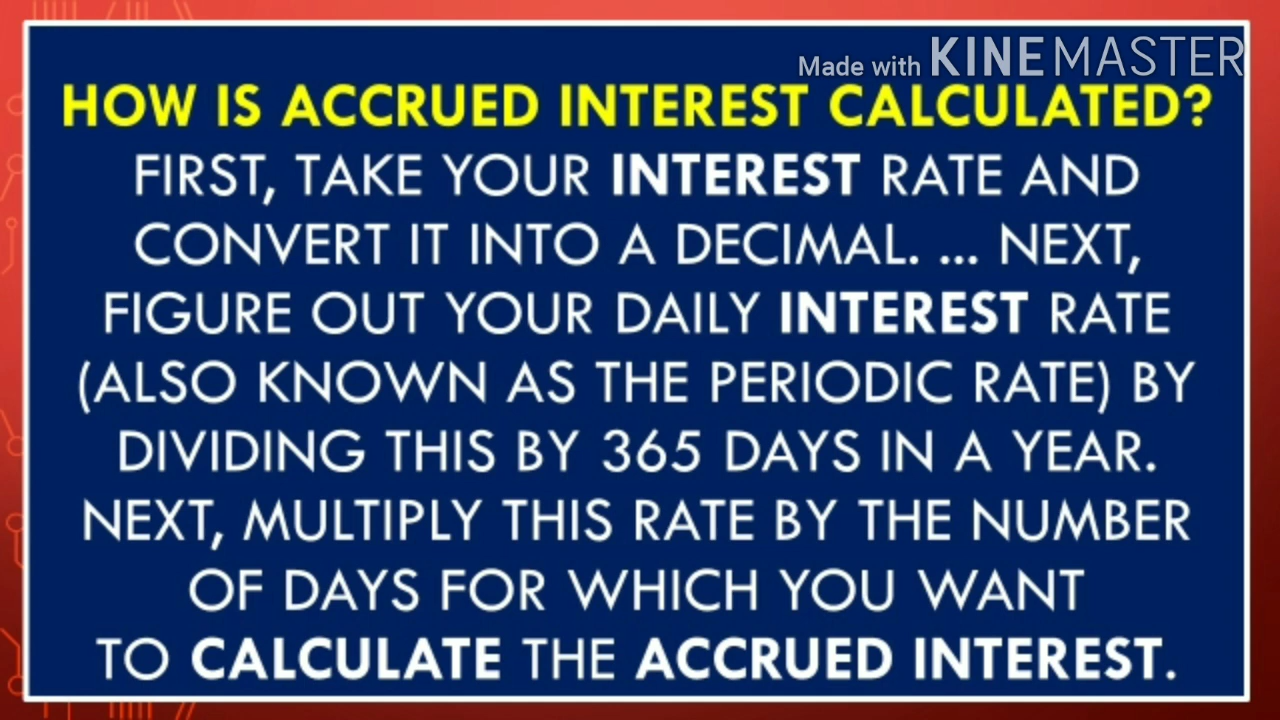 Made with KINEMASTER
HOW IS ACCRUED INTEREST CALCULATED?
FIRST, TAKE YOUR INTEREST RATE AND
CONVERT IT INTO A DECIMAL. ... NEXT,
FIGURE OUT YOUR DAILY INTEREST RATE
(ALSO KNOWN AS THE PERIODIC RATE) BY
DIVIDING THIS BY 365 DAYS IN A YEAR.
NEXT, MULTIPLY THIS RATE BY THE NUMBER
OF DAYS FOR WHICH YOU WANT
TO CALCULATE THE ACCRUED INTEREST.